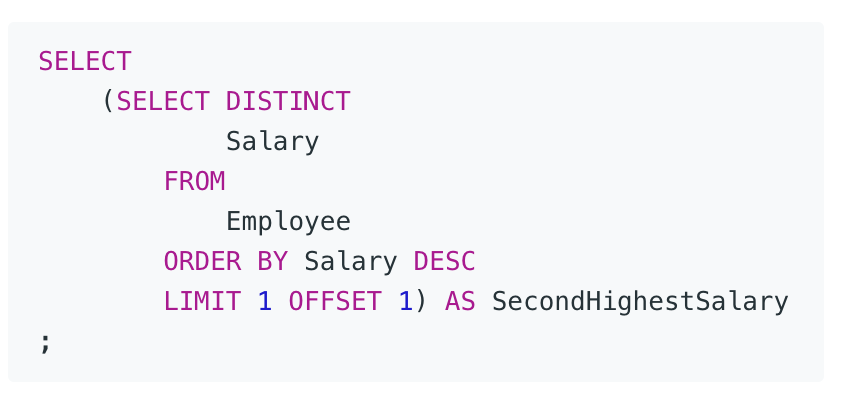 SELECT
    (SELECT DISTINCT
            Salary
        FROM
            Employee
        ORDER BY Salary DESC
        LIMIT 1 OFFSET 1) AS SecondHighestSalary
;